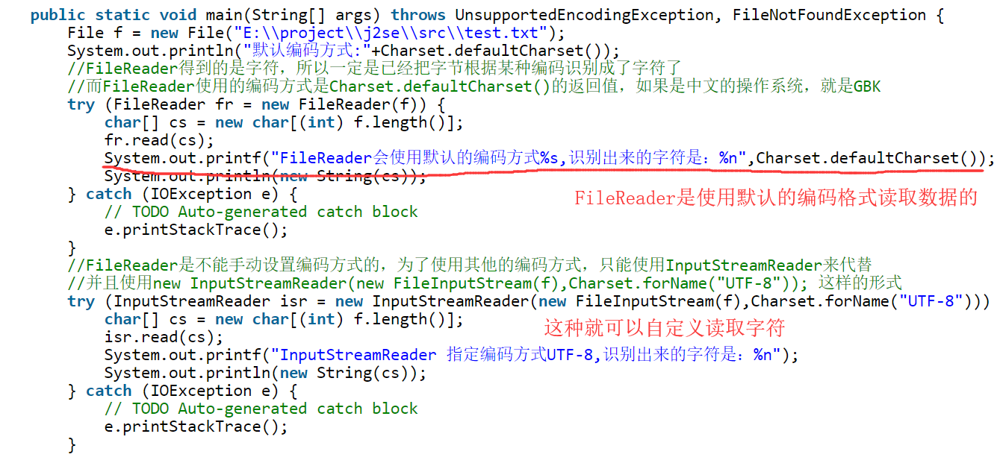 public static void main(String[] args) throws UnsupportedEncodingException, FileNotFoundException {
    File f = new File("E:\\project\\j2se\\src\\test.txt");
    System.out.println("默认编码方式:"+Charset.defaultCharset());
    //FileReader得到的是字符，所以一定是已经把字节根据某种编码识别成了字符了
    //而FileReader使用的编码方式是Charset.defaultCharset()的返回值，如果是中文的操作系统，就是GBK
    try (FileReader fr = new FileReader(f)) {
        char[] cs = new char[(int) f.length()];
        fr.read(cs);
        System.out.printf("FileReader会使用默认的编码方式%s,识别出来的字符是：%n",Charset.defaultCharset());
        System.out.println(new String(cs));
    } catch (IOException e) {
FileReader是使用默认的编码格式读取数据的
        // TODO Auto-generated catch block
        e.printStackTrace();
    }
    //FileReader是不能手动设置编码方式的，为了使用其他的编码方式，只能使用InputStreamReader来代替
    //并且使用new InputStreamReader(new FileInputStream(f),Charset.forName("UTF-8")); 这样的形式
    try (InputStreamReader isr = new InputStreamReader(new FileInputStream(f),Charset.forName("UTF-8")))
        char[] cs = new char[(int) f.length()];
这种就可以自定义读取字符
        isr.read(cs);
        System.out.printf("InputStreamReader 指定编码方式UTF-8,识别出来的字符是：%n");
        System.out.println(new String(cs));
    } catch (IOException e) {
        // TODO Auto-generated catch block
        e.printStackTrace();
    }